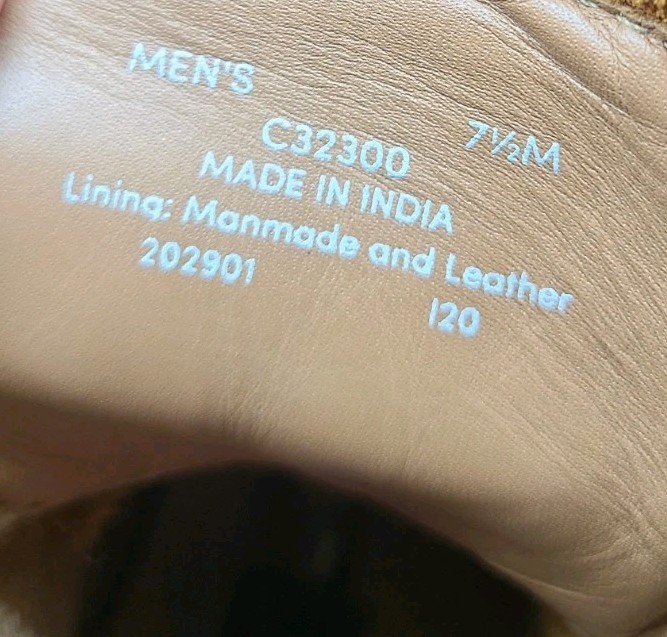 MEN'S
C32300 7½M
MADE IN INDIA
Lining: Manmade and Leather
202901 I20